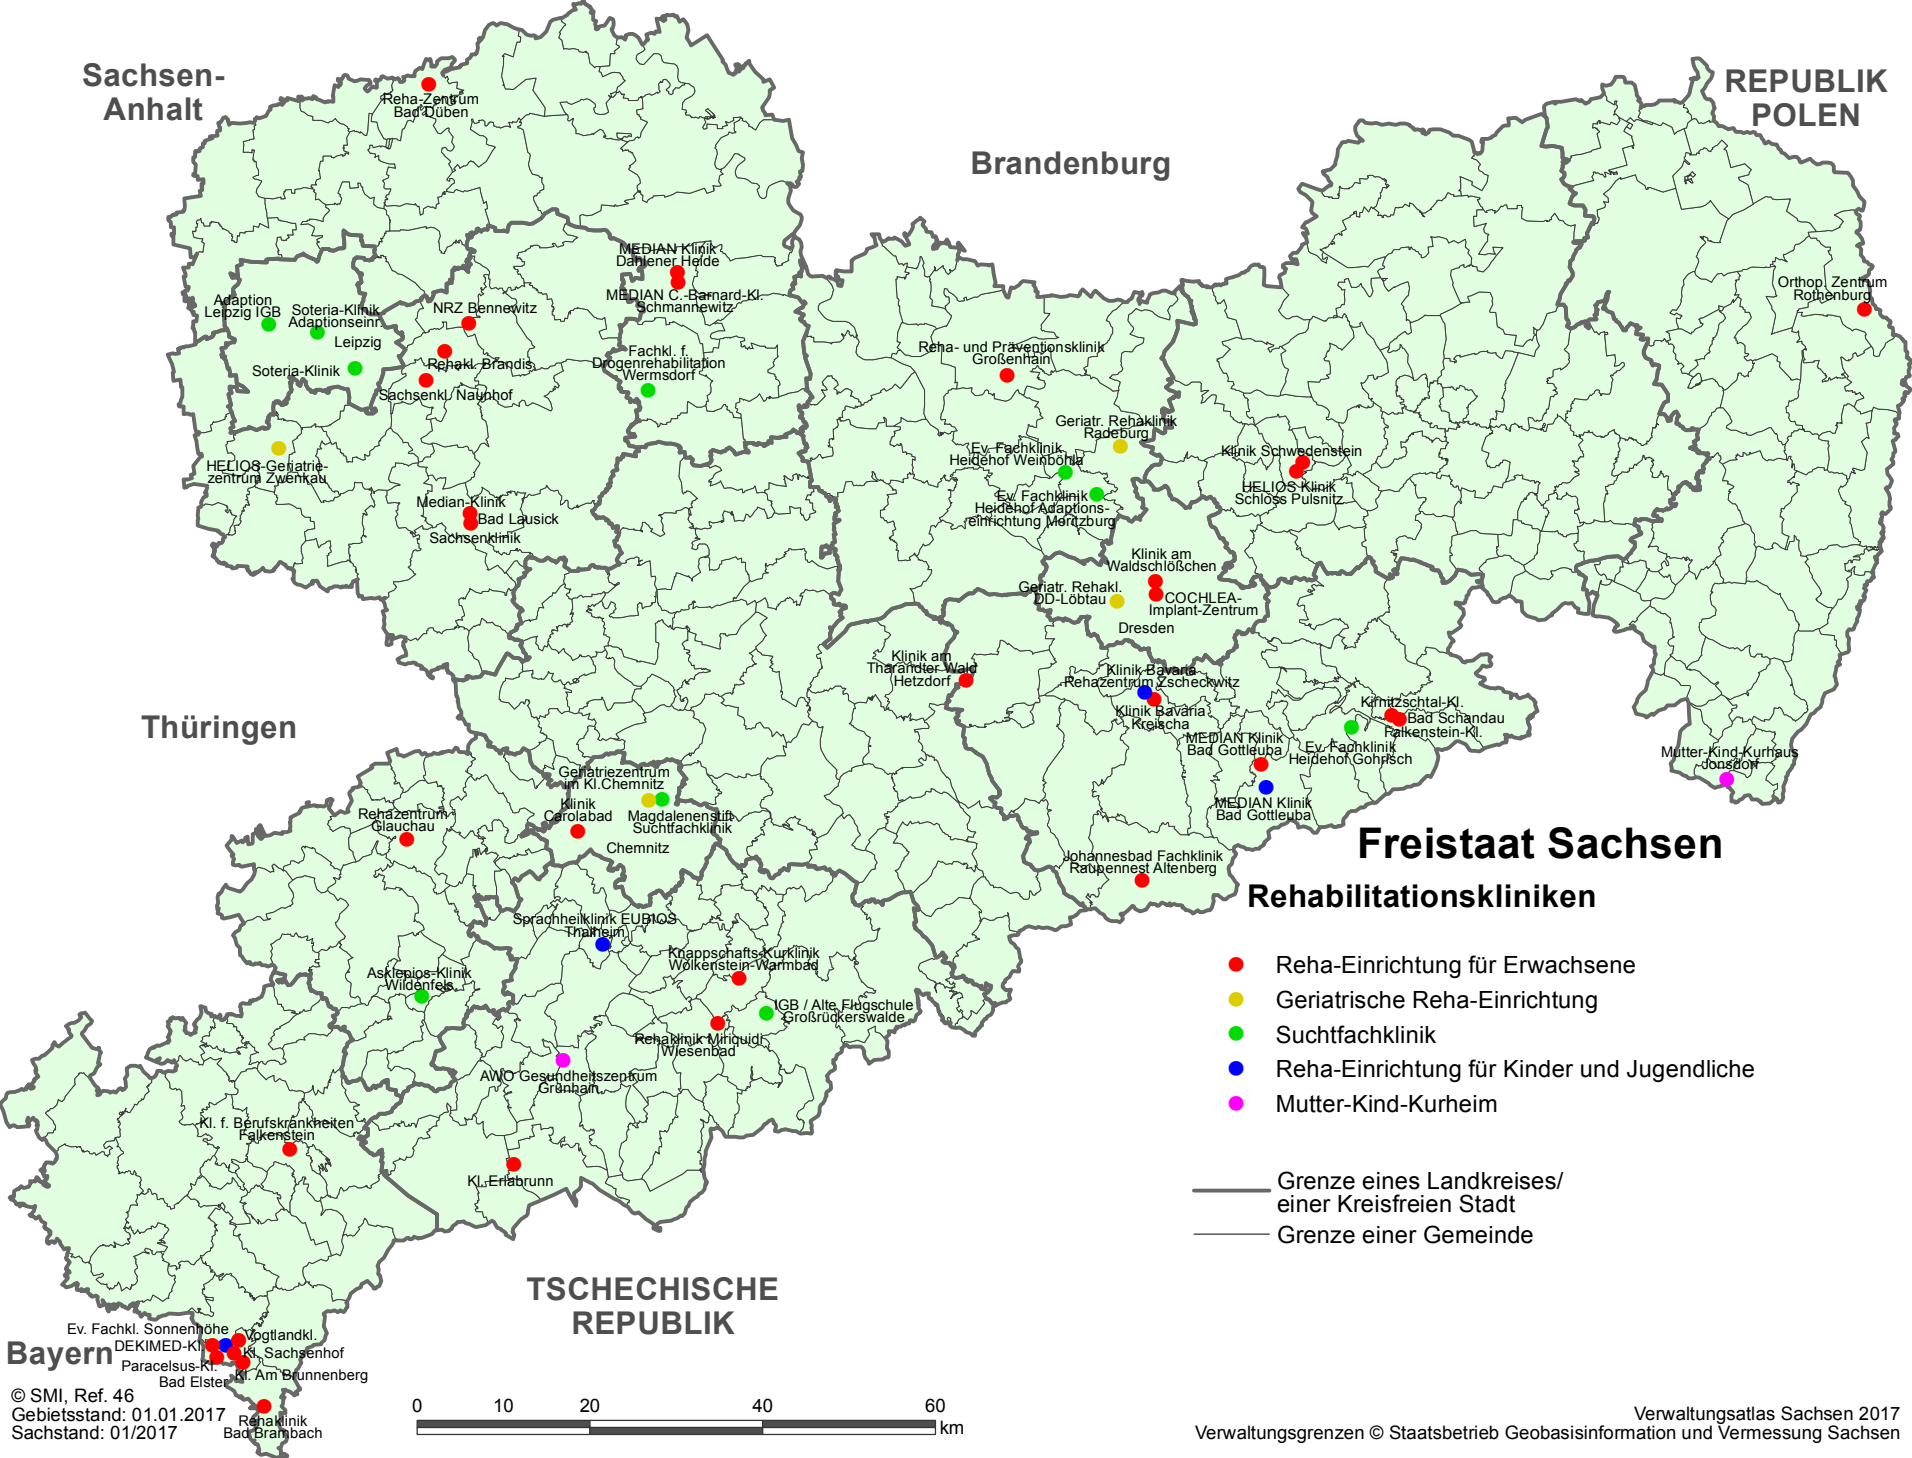 Sachsen-
Anhalt
REPUBLIK
POLEN
Brandenburg
Thüringen
TSCHECHISCHE
REPUBLIK
Bayern
Reha-Zentrum
Bad Düben
MEDIAN Klinik
Dahlener Heide
MEDIAN C.-Barnard-Kl.
Schmannewitz
Adaption
Leipzig IGB
Soteria-Klinik
Adaptionseinr.
Leipzig
Soteria-Klinik
NRZ Bennewitz
Rehakl. Brandis
Sachsenkl. Naunhof
Fachkl. f.
Drogenrehabilitation
Wermsdorf
HELIOS-Geriatrie-
zentrum Zwenkau
Median-Klinik
Bad Lausick
Sachsenklinik
Reha- und Präventionsklinik
Großenhain
Geriatr. Rehaklinik
Radeburg
Ev. Fachklinik
Heidehof Weinböhla
Ev. Fachklinik
Heidehof Adaptions-
einrichtung Moritzburg
Klinik Schwedenstein
HELIOS Klinik
Schloss Pulsnitz
Orthop. Zentrum
Rothenburg
Klinik am
Waldschlößchen
Geriatr. Rehakl.
DD-Löbtau
COCHLEA-
Implant-Zentrum
Dresden
Klinik am
Tharandter Wald
Hetzdorf
Klinik Bavaria
Rehazentrum Zscheckwitz
Klinik Bavaria
Kreischa
Kirnitzschtal-Kl.
Bad Schandau
Falkenstein-Kl.
MEDIAN Klinik
Bad Gottleuba
Ev. Fachklinik
Heidehof Gohrisch
MEDIAN Klinik
Bad Gottleuba
Mutter-Kind-Kurhaus
Jonsdorf
Geriatriezentrum
im Kl.Chemnitz
Klinik
Carolabad
Magdalenenstift
Suchtfachklinik
Chemnitz
Rehazentrum
Glauchau
Johannesbad Fachklinik
Raupennest Altenberg
Sprachheilklinik EUBIOS
Thalheim
Knappschafts-Kurklinik
Wolkenstein-Warmbad
Asklepios-Klinik
Wildenfels
IGB / Alte Flugschule
Großrückerswalde
Rehaklinik Miriquidi
Wiesenbad
AWO Gesundheitszentrum
Grünhain
Kl. f. Berufskrankheiten
Falkenstein
Kl. Erlabrunn
Ev. Fachkl. Sonnenhöhe
DEKIMED-Kl.
Vogtlandkl.
Kl. Sachsenhof
Paracelsus-Kl.
Kl. Am Brunnenberg
Bad Elster
Rehaklinik
Bad Brambach
Freistaat Sachsen
Rehabilitationskliniken
Reha-Einrichtung für Erwachsene
Geriatrische Reha-Einrichtung
Suchtfachklinik
Reha-Einrichtung für Kinder und Jugendliche
Mutter-Kind-Kurheim
Grenze eines Landkreises/
einer Kreisfreien Stadt
Grenze einer Gemeinde
© SMI, Ref. 46
Gebietsstand: 01.01.2017
Sachstand: 01/2017
0 10 20 40 60
km
Verwaltungsatlas Sachsen 2017
Verwaltungsgrenzen © Staatsbetrieb Geobasisinformation und Vermessung Sachsen